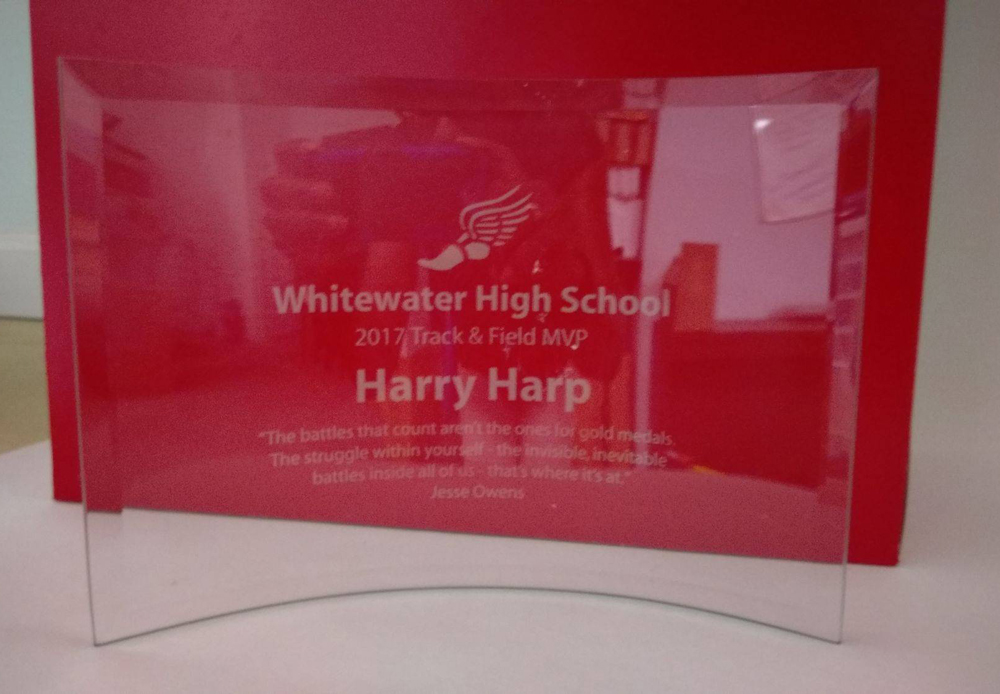 Whitewater High School
2017 Track & Field MVP
Harry Harp
"The battles that count aren't the ones for gold medals.
The struggle within yourself - the invisible, inevitable
battles inside all of us - that's where it's at."
Jesse Owens